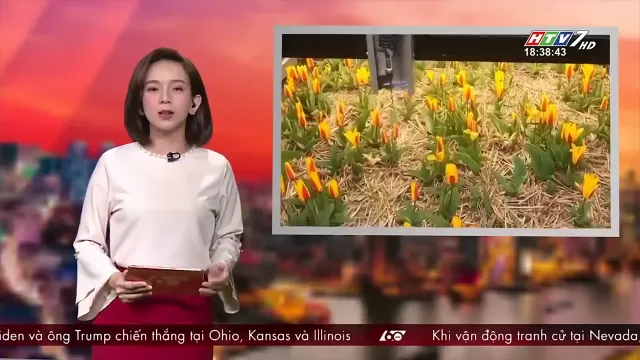 HTV7 HD
18:38:43
iden và ông Trump chiến thắng tại Ohio, Kansas và Illinois
60
Khi vận động tranh cử tại Nevada